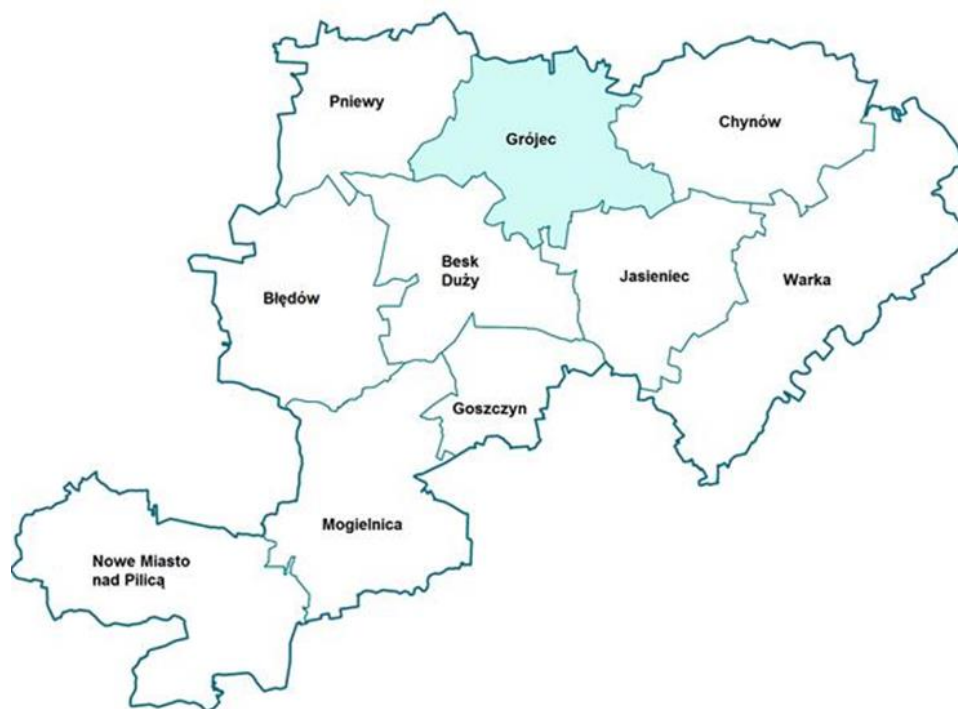 Pniewy
Grójec
Chynów
Błędów
Besk
Duży
Jasieniec
Warka
Goszczyn
Mogielnica
Nowe Miasto
nad Pilicą